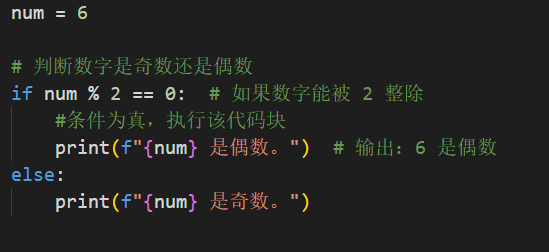 num = 6
# 判断数字是奇数还是偶数
if num % 2 == 0:  # 如果数字能被 2 整除
    #条件为真，执行该代码块
    print(f"{num} 是偶数。")  # 输出：6 是偶数
else:
    print(f"{num} 是奇数。")